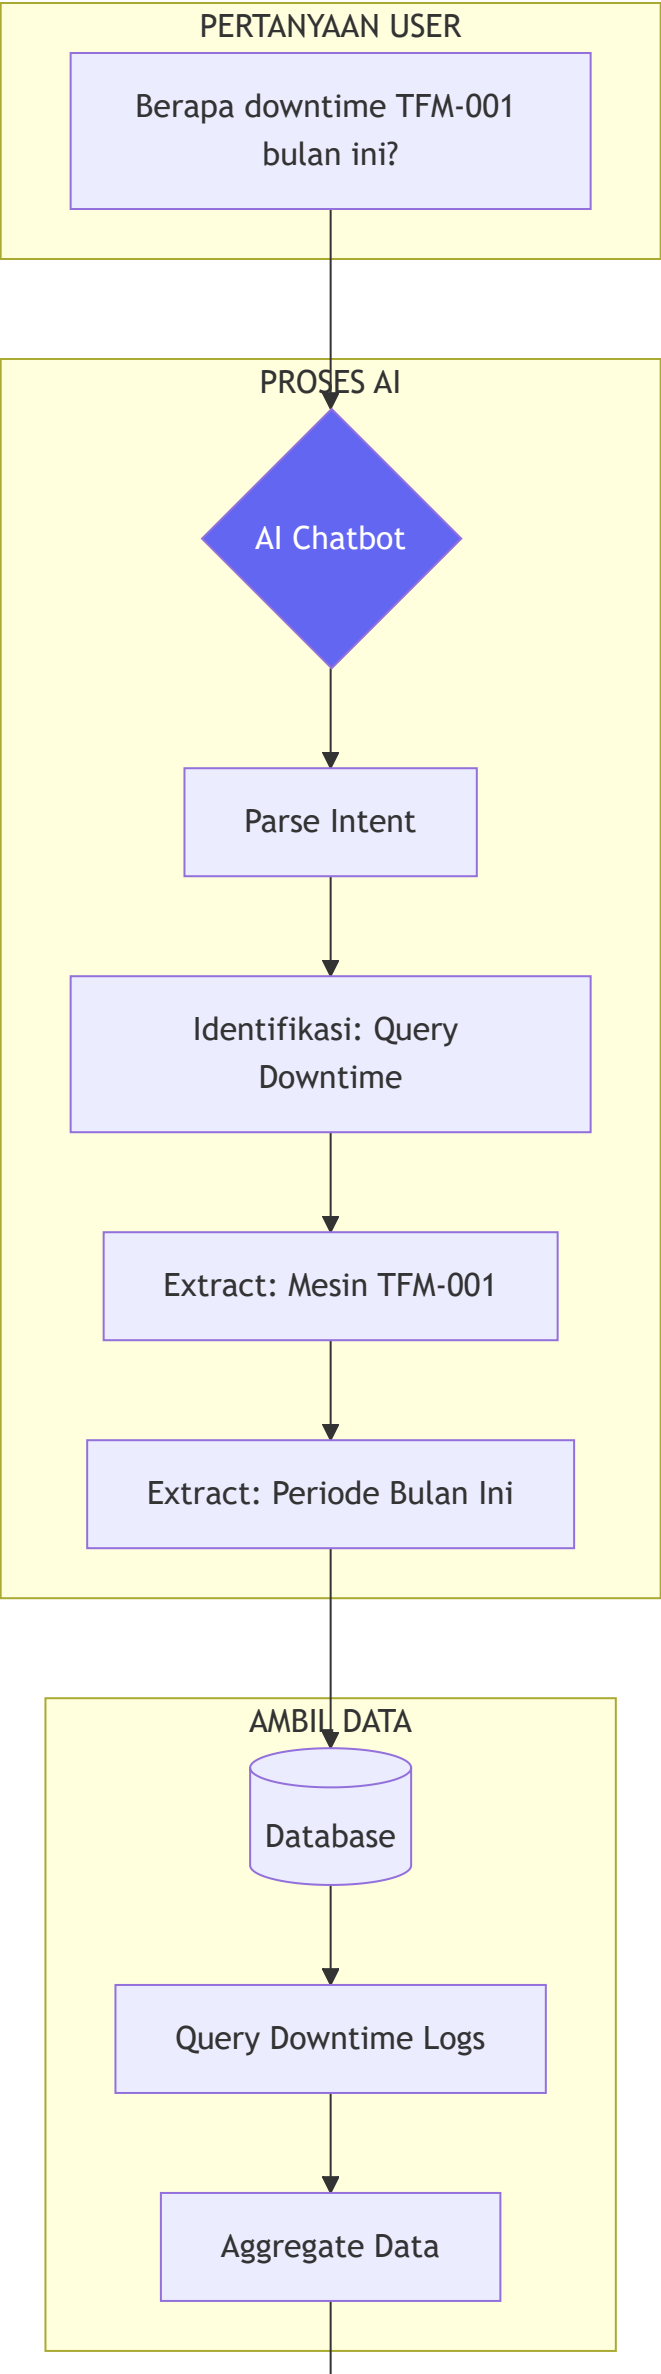 PERTANYAAN USER
Berapa downtime TFM-001
bulan ini?
PROSES AI
AI Chatbot
Parse Intent
Identifikasi: Query
Downtime
Extract: Mesin TFM-001
Extract: Periode Bulan Ini
AMBIL DATA
Database
Query Downtime Logs
Aggregate Data